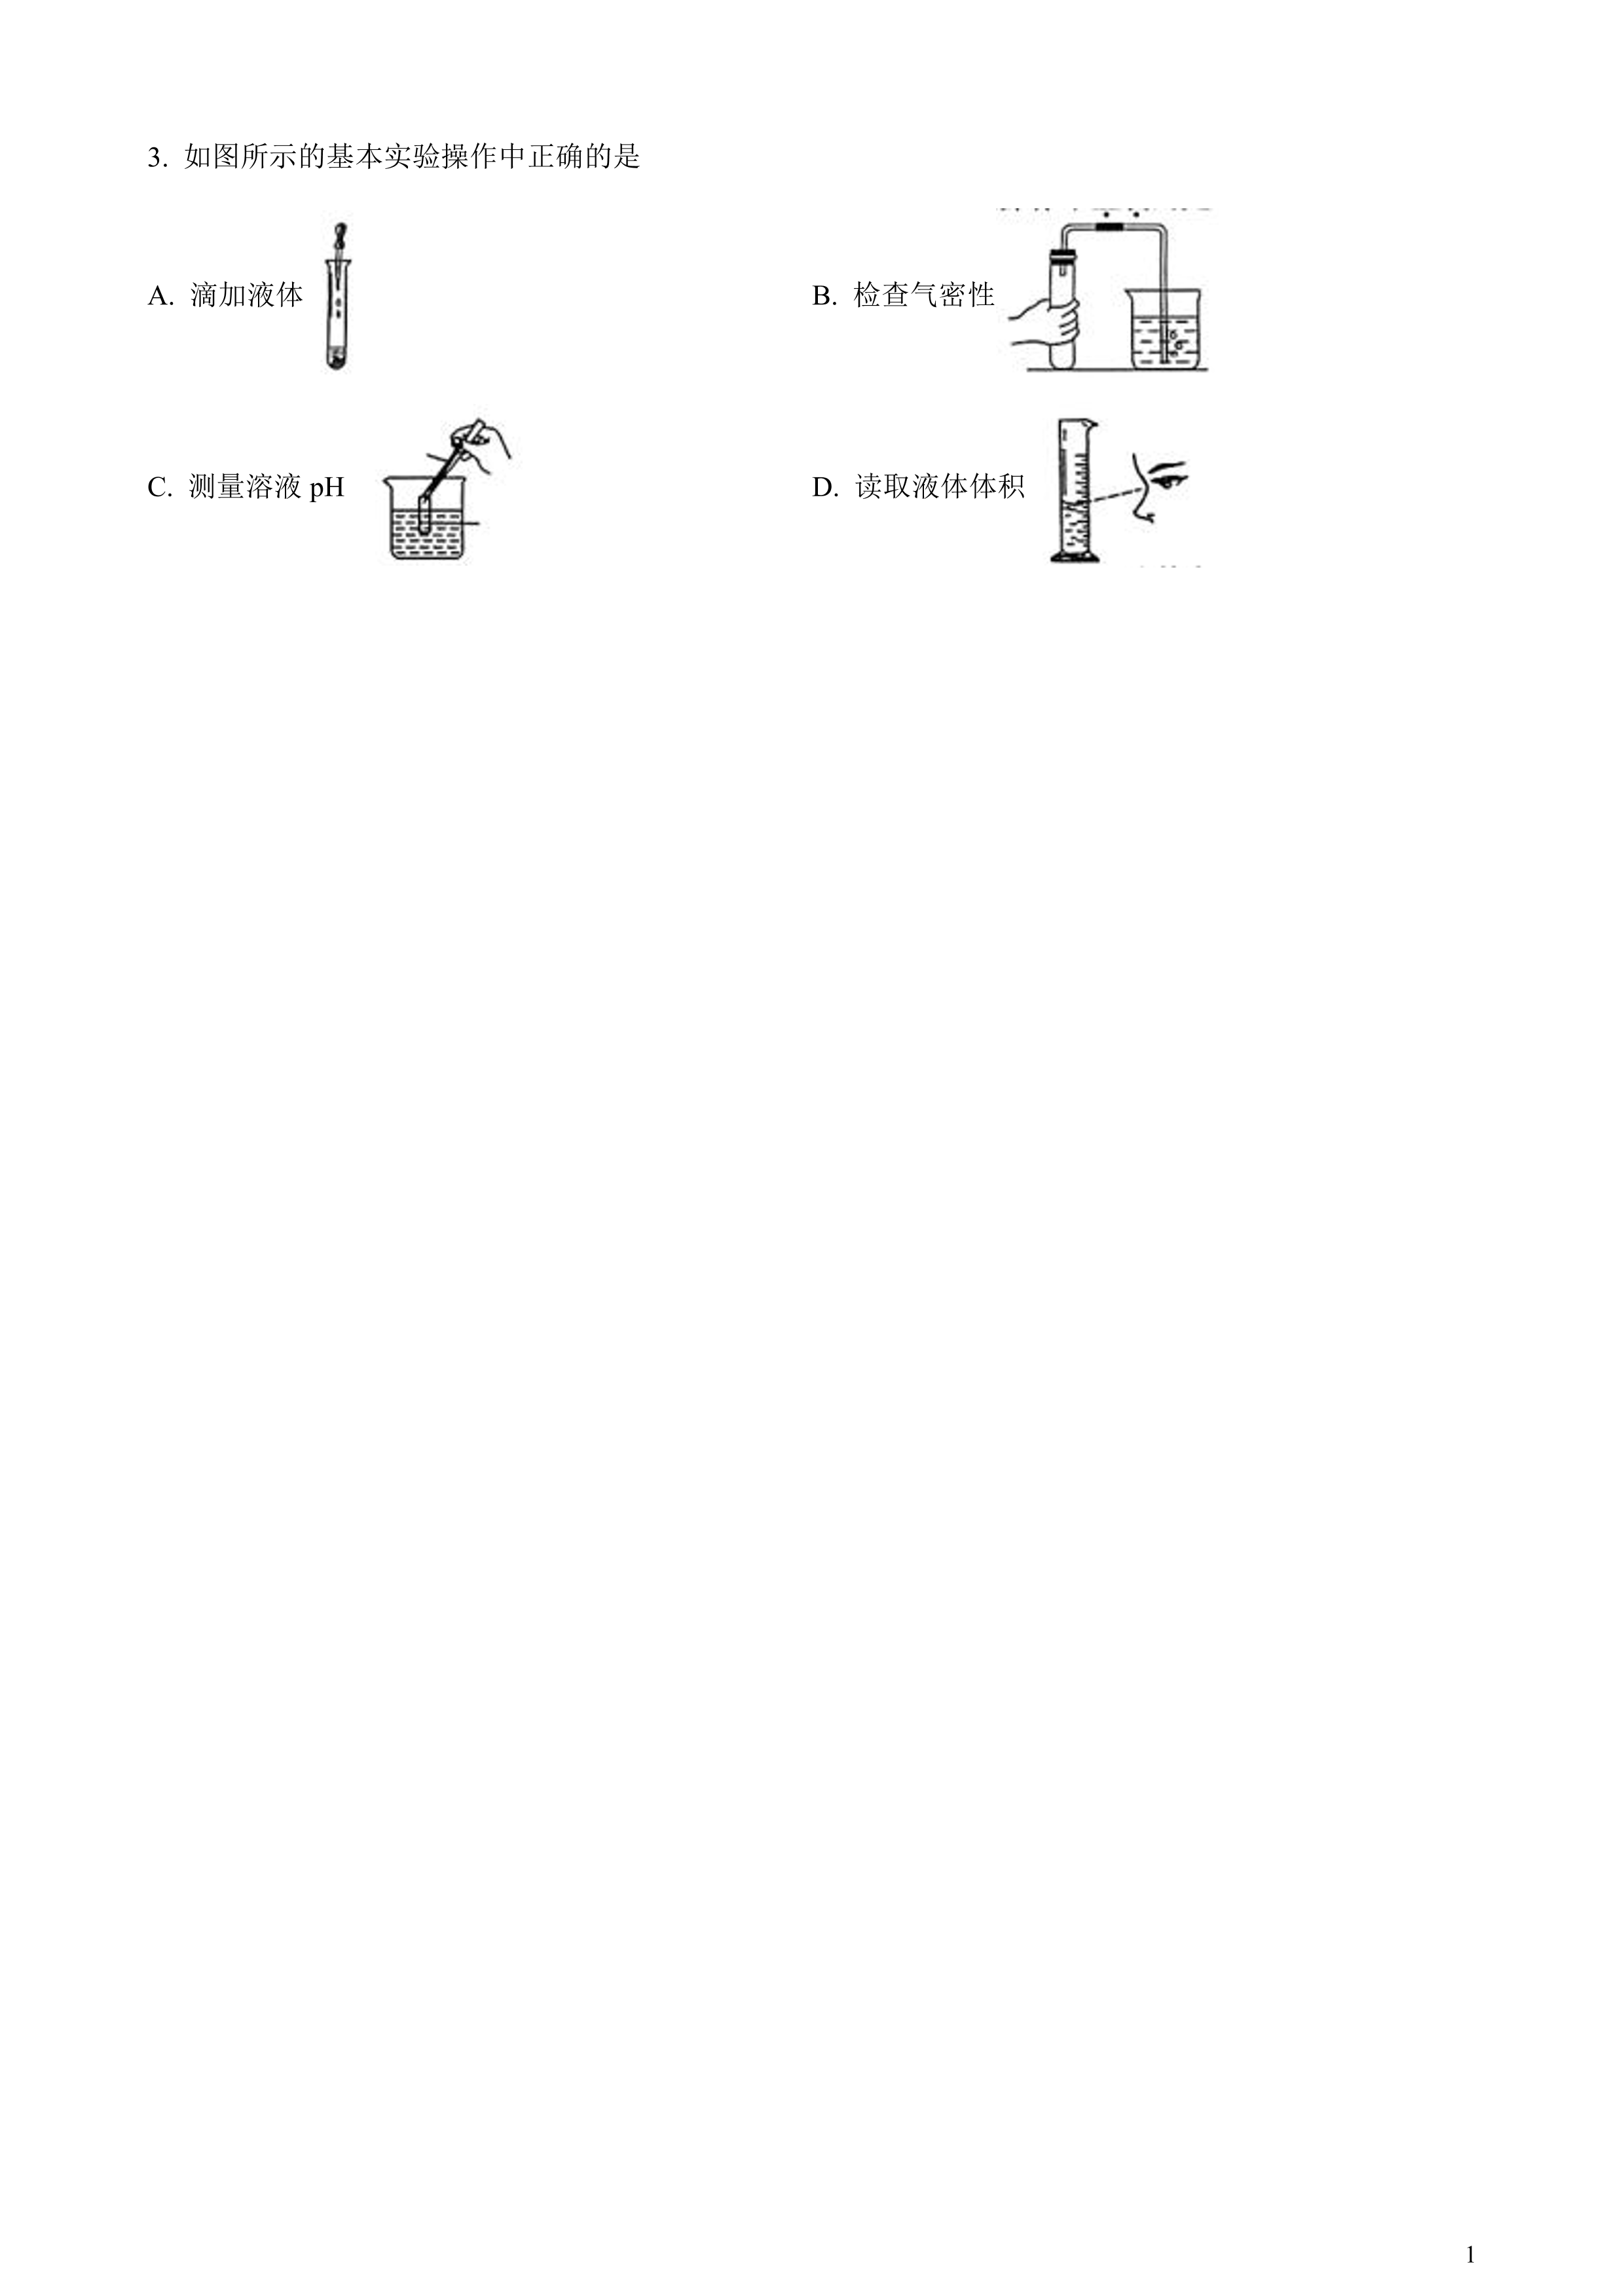 3. 如图所示的基本实验操作中正确的是
A. 滴加液体
B. 检查气密性
C. 测量溶液 pH
D. 读取液体体积
1